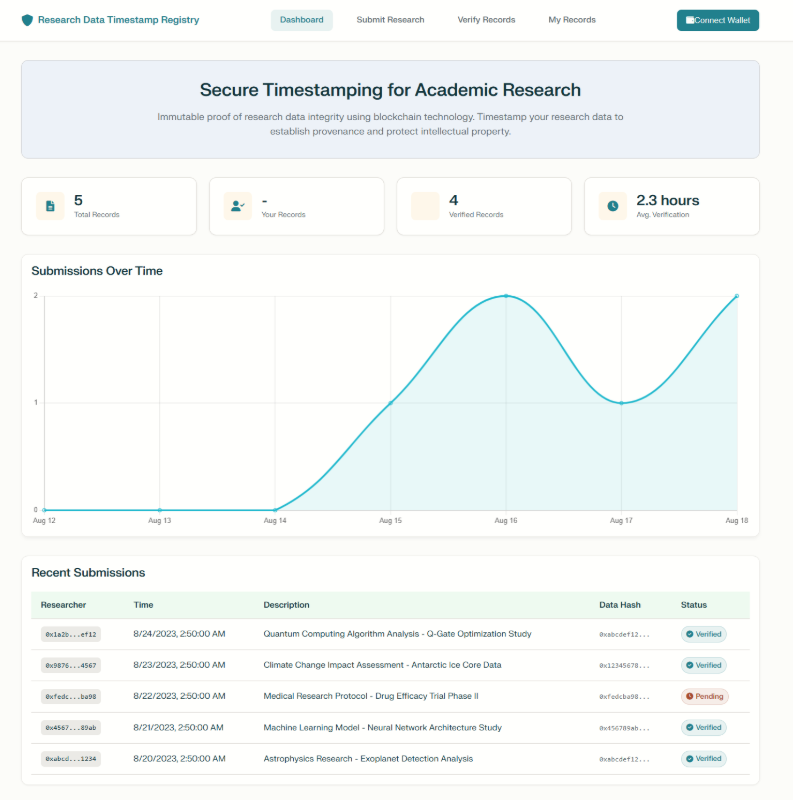 Research Data Timestamp Registry
Dashboard
Submit Research
Verify Records
My Records
Connect Wallet
Secure Timestamping for Academic Research
Immutable proof of research data integrity using blockchain technology. Timestamp your research data to
establish provenance and protect intellectual property.
5
Total Records
-
Your Records
4
Verified Records
2.3 hours
Avg. Verification
Submissions Over Time
2
1
0
Aug 12 Aug 13 Aug 14 Aug 15 Aug 16 Aug 17 Aug 18
Recent Submissions
Researcher Time Description Data Hash Status
0x1a2b...ef12 8/24/2023, 2:50:00 AM Quantum Computing Algorithm Analysis - Q-Gate Optimization Study 0xabcdef12... Verified
0x9876...4567 8/23/2023, 2:50:00 AM Climate Change Impact Assessment - Antarctic Ice Core Data 0x12345678... Verified
0xfedc...ba98 8/22/2023, 2:50:00 AM Medical Research Protocol - Drug Efficacy Trial Phase II 0xfedcba98... Pending
0x4567...89ab 8/21/2023, 2:50:00 AM Machine Learning Model - Neural Network Architecture Study 0x456789ab... Verified
0xabcd...1234 8/20/2023, 2:50:00 AM Astrophysics Research - Exoplanet Detection Analysis 0xabcdef12... Verified